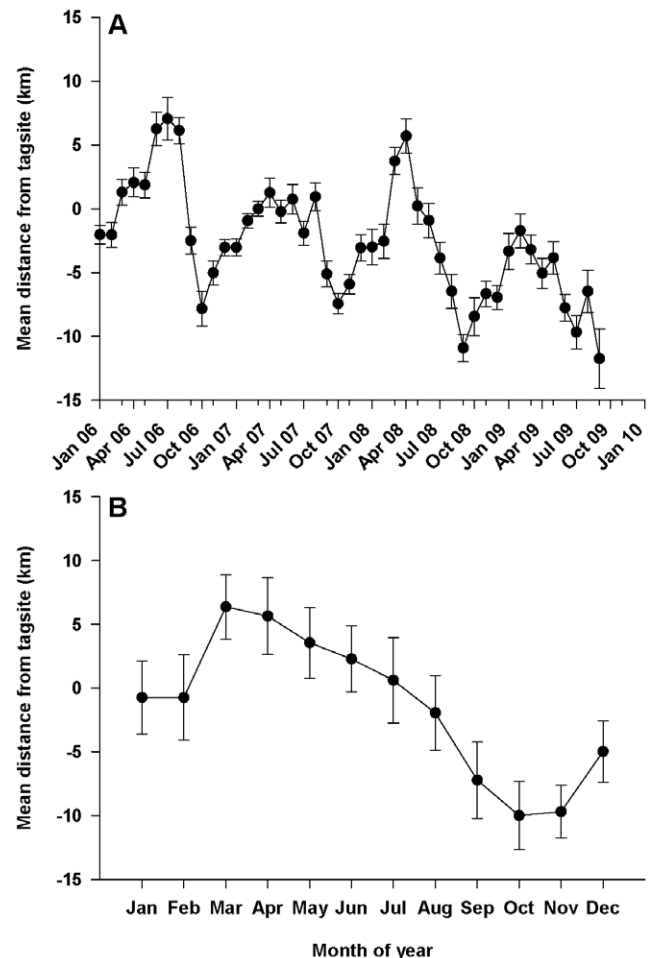 A
Mean distance from tagsite (km)
15
10
5
0
-5
-10
-15
Jan 06
Apr 06
Jul 06
Oct 06
Jan 07
Apr 07
Jul 07
Oct 07
Jan 08
Apr 08
Jul 08
Oct 08
Jan 09
Apr 09
Jul 09
Oct 09
Jan 10
B
Mean distance from tagsite (km)
15
10
5
0
-5
-10
-15
Jan Feb Mar Apr May Jun Jul Aug Sep Oct Nov Dec
Month of year